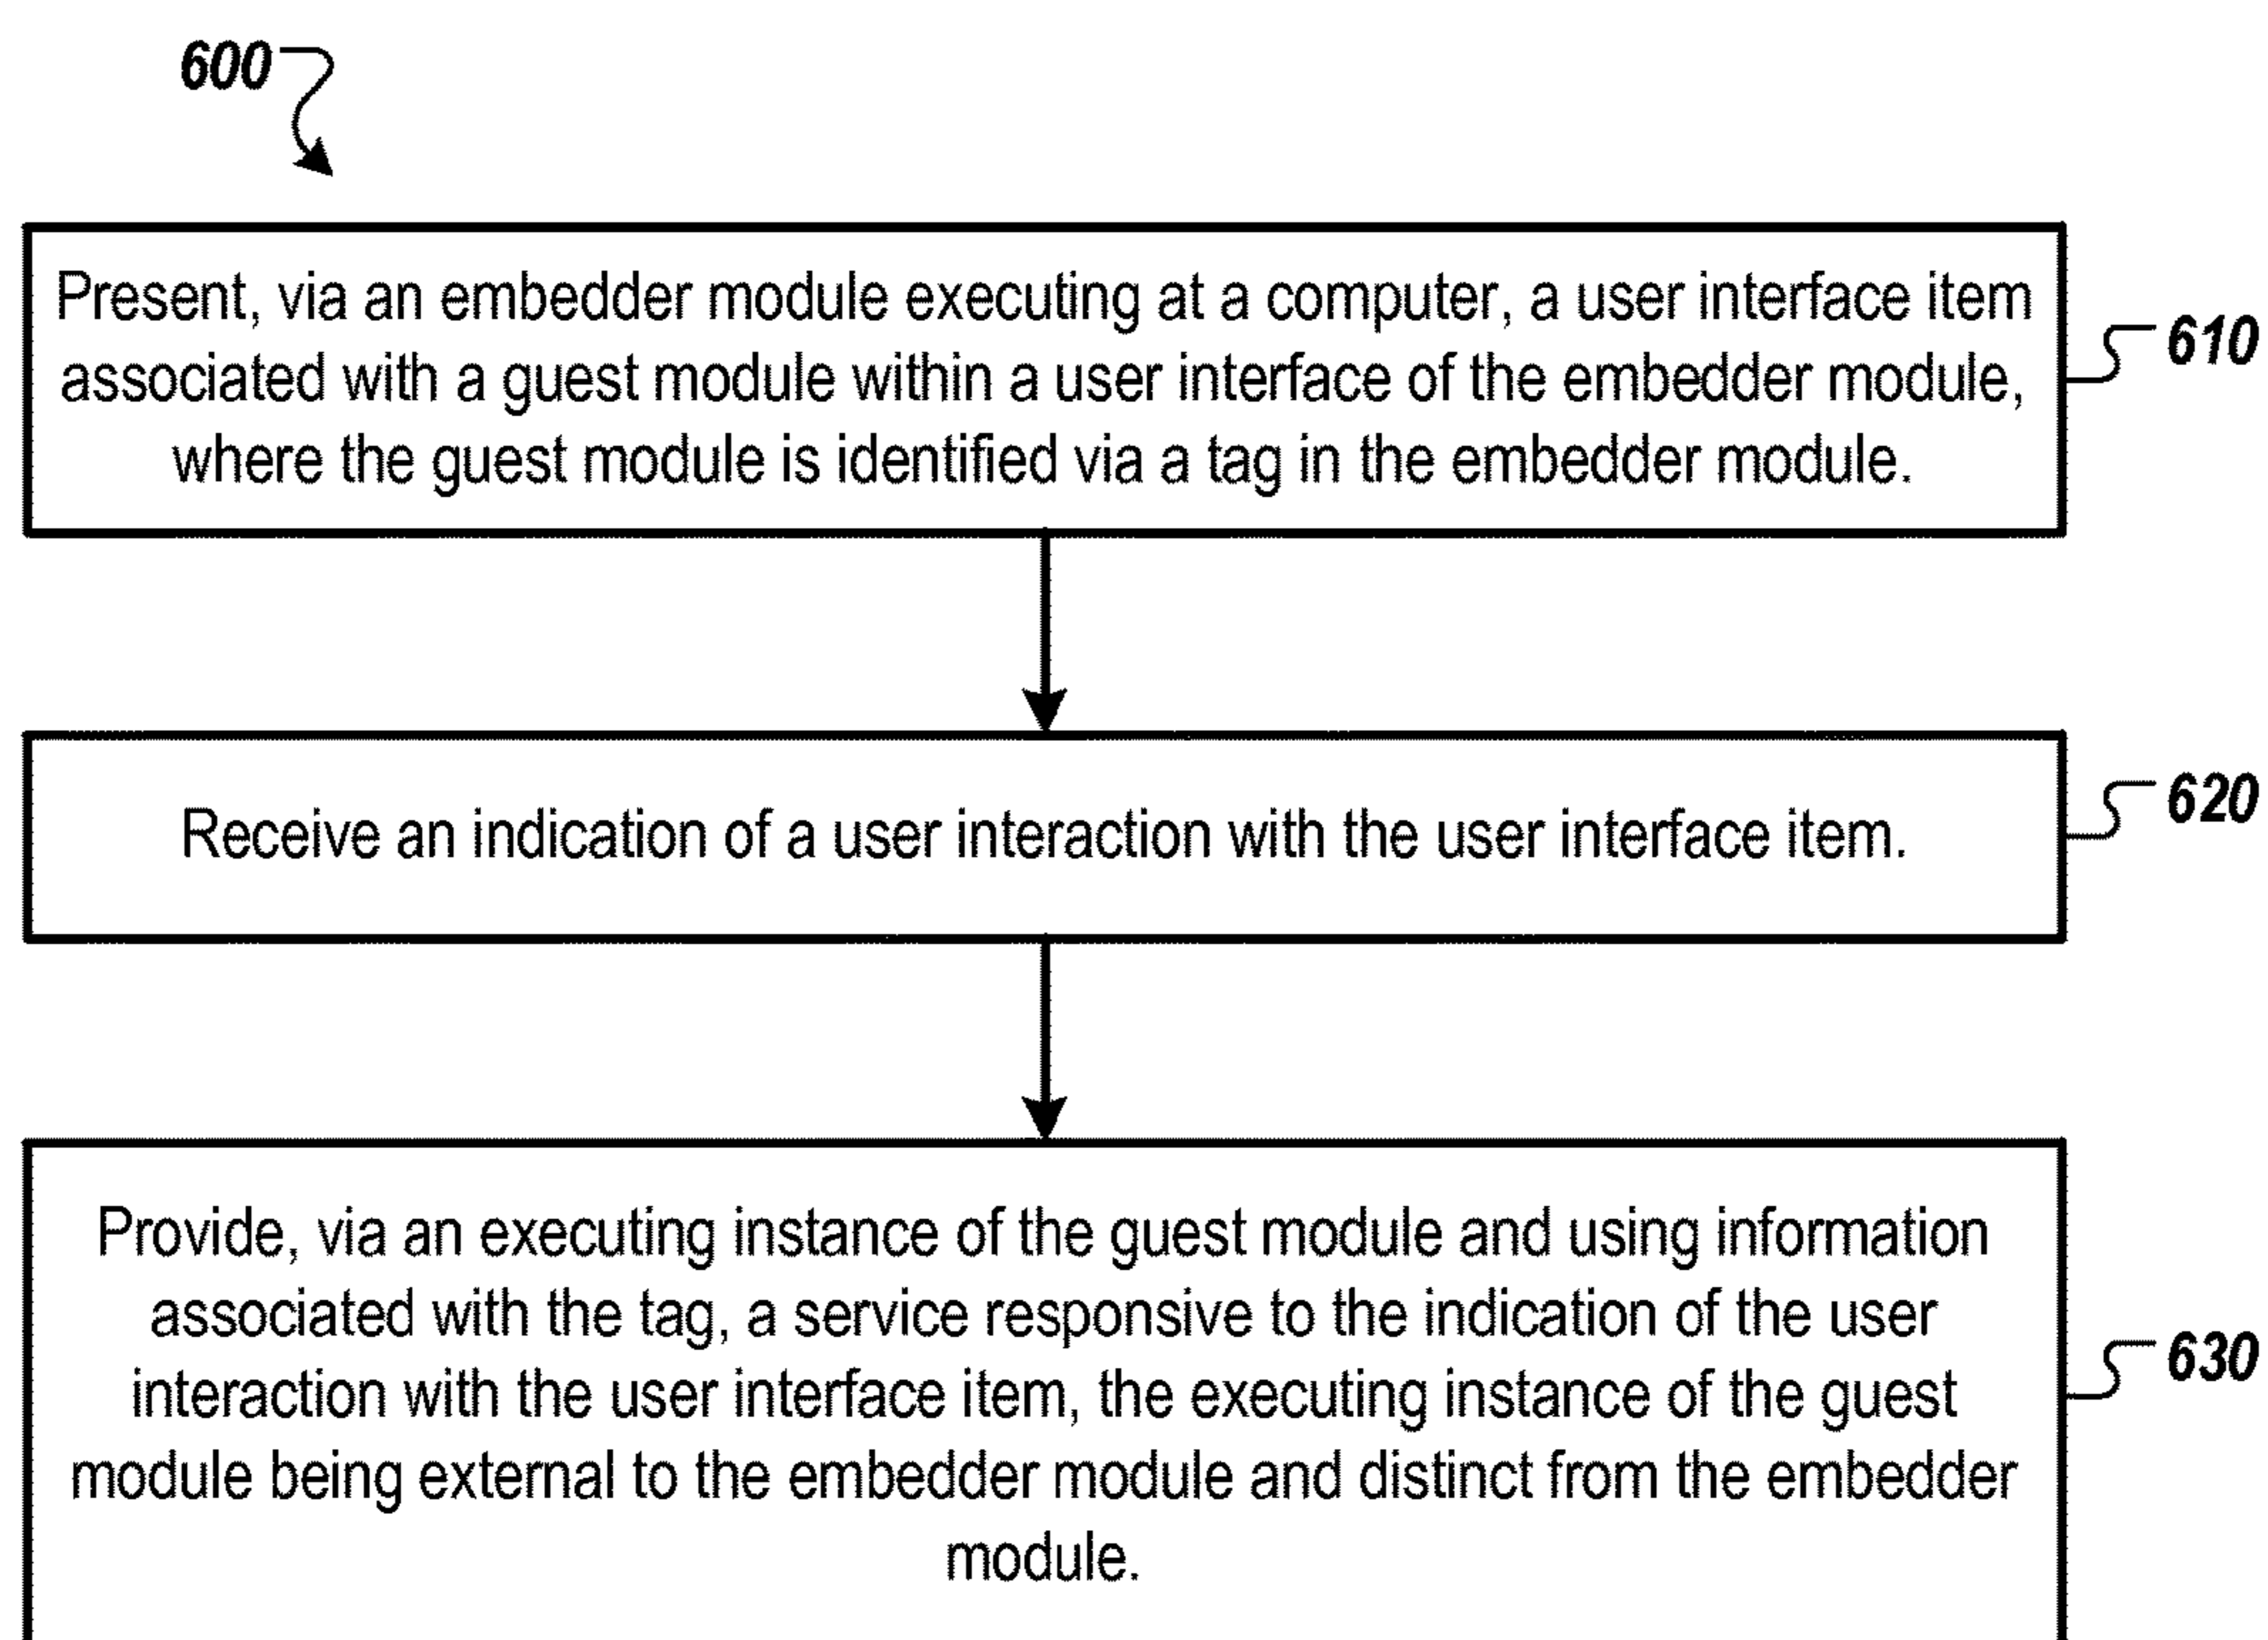 600
Present, via an embedder module executing at a computer, a user interface item
associated with a guest module within a user interface of the embedder module,
where the guest module is identified via a tag in the embedder module.
610
Receive an indication of a user interaction with the user interface item.
620
Provide, via an executing instance of the guest module and using information
associated with the tag, a service responsive to the indication of the user
interaction with the user interface item, the executing instance of the guest
module being external to the embedder module and distinct from the embedder
module.
630